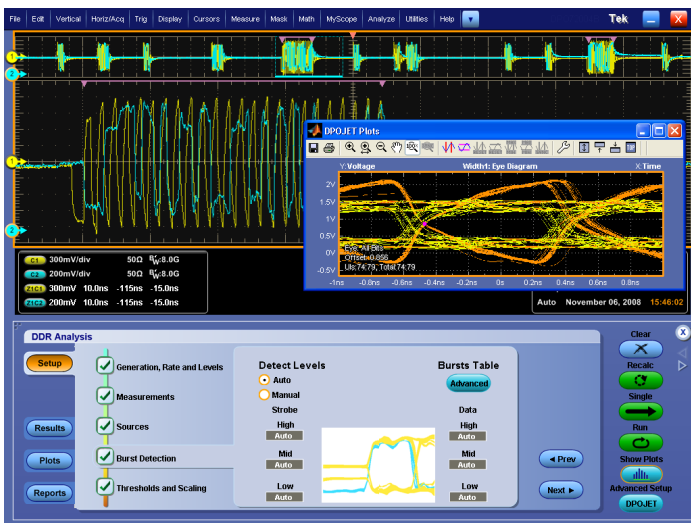 File Edit Vertical Horiz/Acq Trig Display Cursors Measure Mask Math MyScope Analyze Utilities Help Tek X
1
2
DPOJET Plots
Y:Voltage Width1: Eye Diagram X:Time
2V
1.5V
1V
0.5V
0V
-0.5V
Eye: All Bits
Offset: 0.856
UIs:74:79, Total:74:79
-1ns -0.8ns -0.6ns -0.4ns -0.2ns 0s 0.2ns 0.4ns 0.6ns 0.8ns
1
2
C1 300mV/div 50Ω BW:8.0G
C2 200mV/div 50Ω BW:8.0G
Z1C1 300mV 10.0ns -115ns -15.0ns
Z1C2 200mV 10.0ns -115ns -15.0ns
Auto November 06, 2008 15:46:02
DDR Analysis
Setup
Results
Plots
Reports
Generation, Rate and Levels
Measurements
Sources
Burst Detection
Thresholds and Scaling
Detect Levels
Auto
Manual
Strobe
High
Auto
Mid
Auto
Low
Auto
Bursts Table
Advanced
Data
High
Auto
Mid
Auto
Low
Auto
Prev
Next
X
Clear
Recalc
Single
Run
Show Plots
Advanced Setup
DPOJET